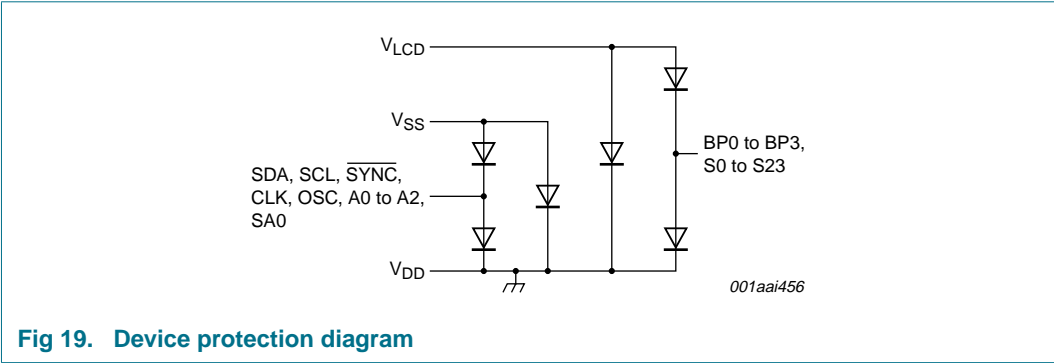 VLCD
VSS
BP0 to BP3,
S0 to S23
SDA, SCL, SYNC,
CLK, OSC, A0 to A2,
SA0
VDD
001aai456
Fig 19. Device protection diagram